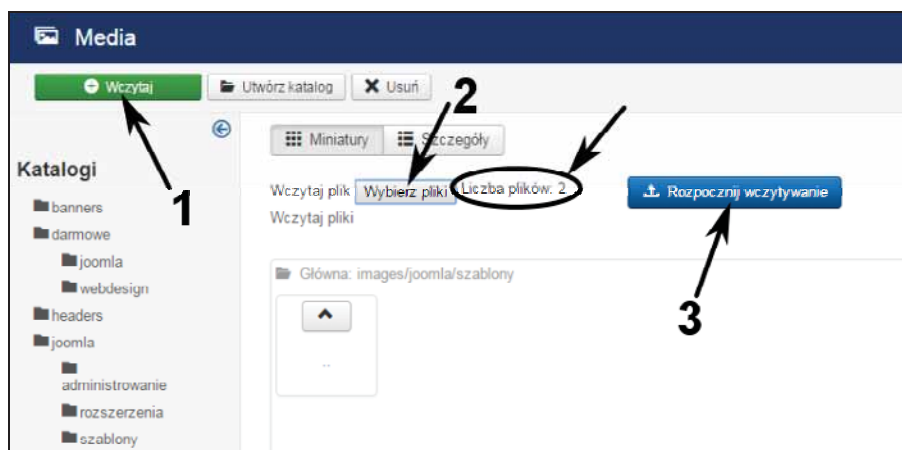 Media
Wczytaj Utwórz katalog Usuń
2
Miniatury Szczegóły
Katalogi
1
Wczytaj plik Wybierz pliki Liczba plików: 2 Rozpocznij wczytywanie
Wczytaj pliki
banners
darmowe
joomla
webdesign
headers
joomla
administrowanie
rozszerzenia
szablony
Główna: images/joomla/szablony
..
3